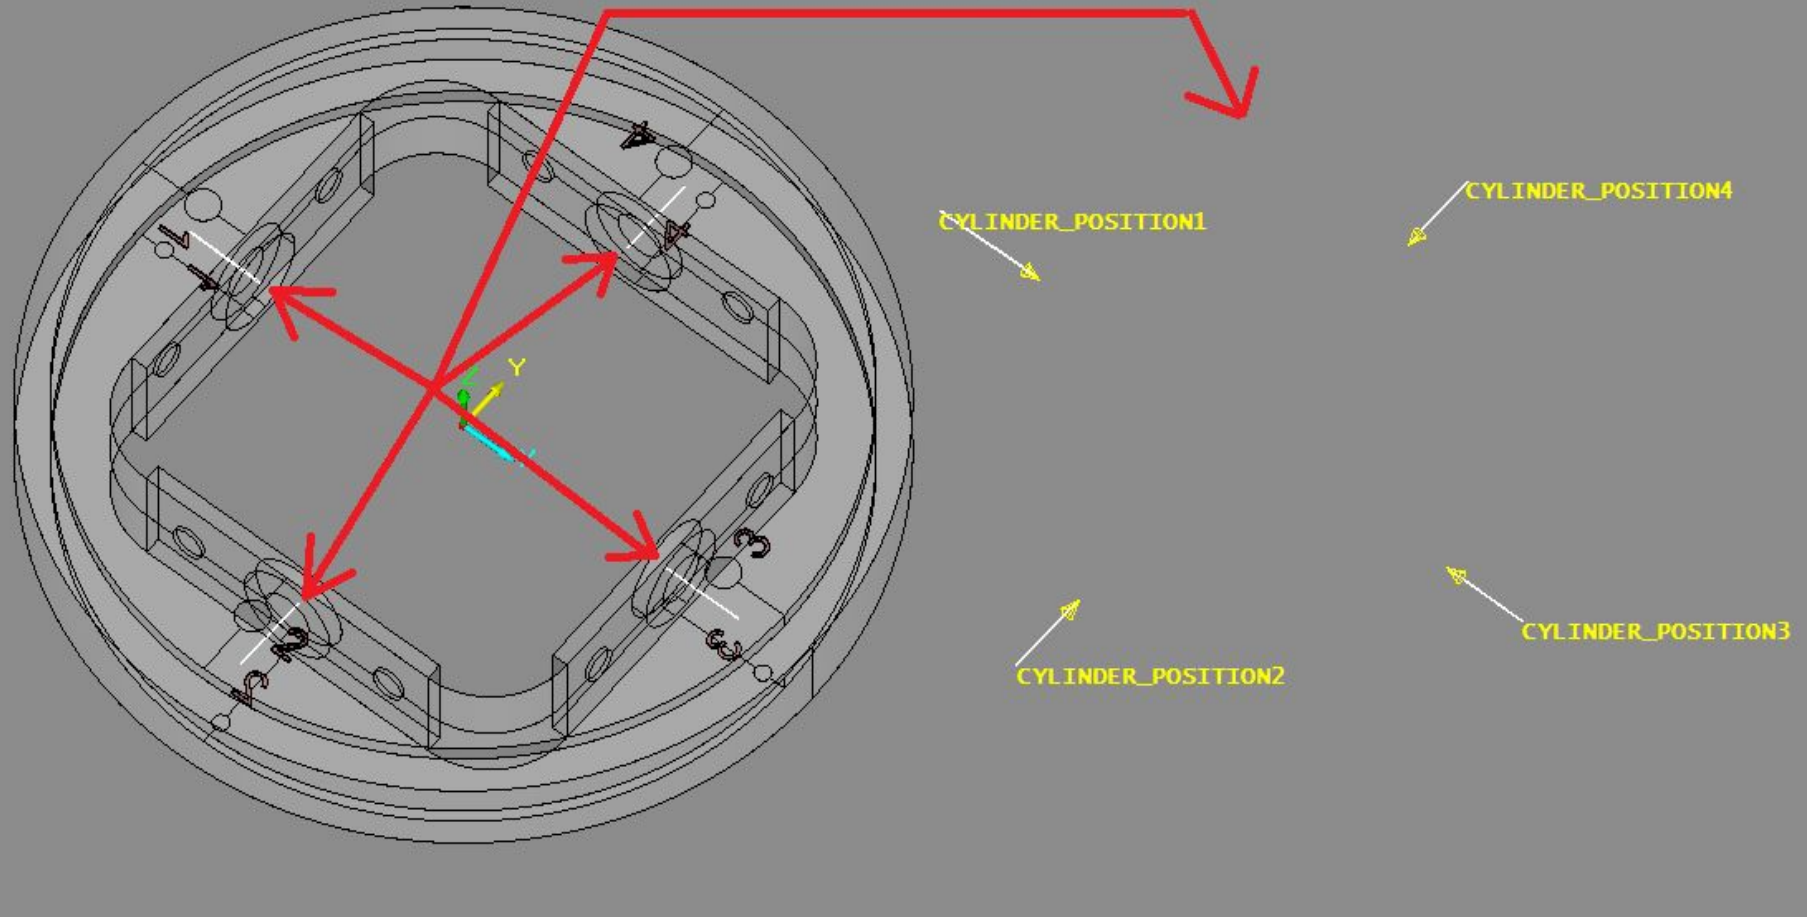 4
1
1
4
CYLINDER_POSITION1
CYLINDER_POSITION4
Y
Z
3
3
2
2
CYLINDER_POSITION2
CYLINDER_POSITION3